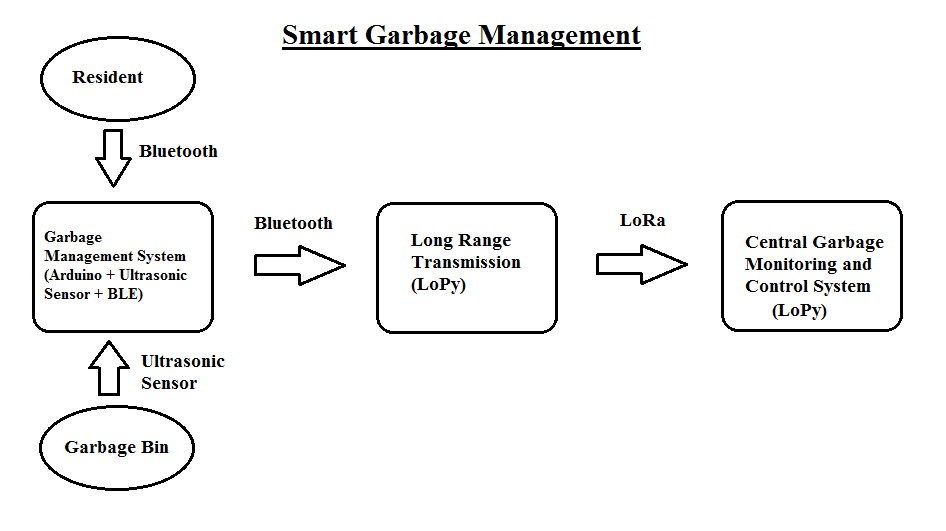 Smart Garbage Management
Resident
Bluetooth
Garbage
Management System
(Arduino + Ultrasonic
Sensor + BLE)
Bluetooth
Long Range
Transmission
(LoPy)
LoRa
Central Garbage
Monitoring and
Control System
(LoPy)
Ultrasonic
Sensor
Garbage Bin